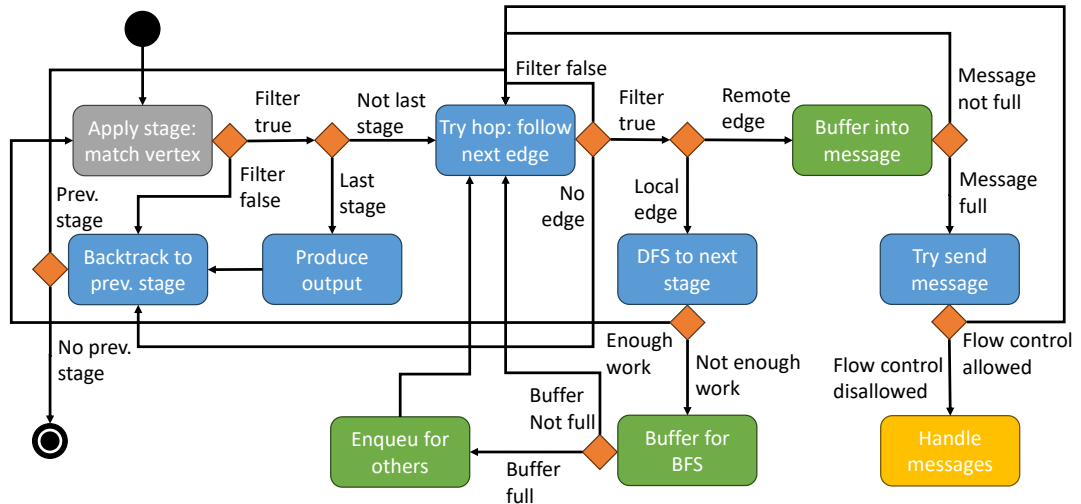 Filter false
Apply stage:
match vertex
Filter
true
Not last
stage
Try hop: follow
next edge
Filter
true
Remote
edge
Buffer into
message
Message
not full
Filter
false
Last
stage
No
edge
Local
edge
Message
full
Prev.
stage
Backtrack to
prev. stage
Produce
output
DFS to next
stage
Try send
message
No prev.
stage
Enough
work
Not enough
work
Flow control
disallowed
Flow control
allowed
Buffer
Not full
Enqueu for
others
Buffer
full
Buffer for
BFS
Handle
messages